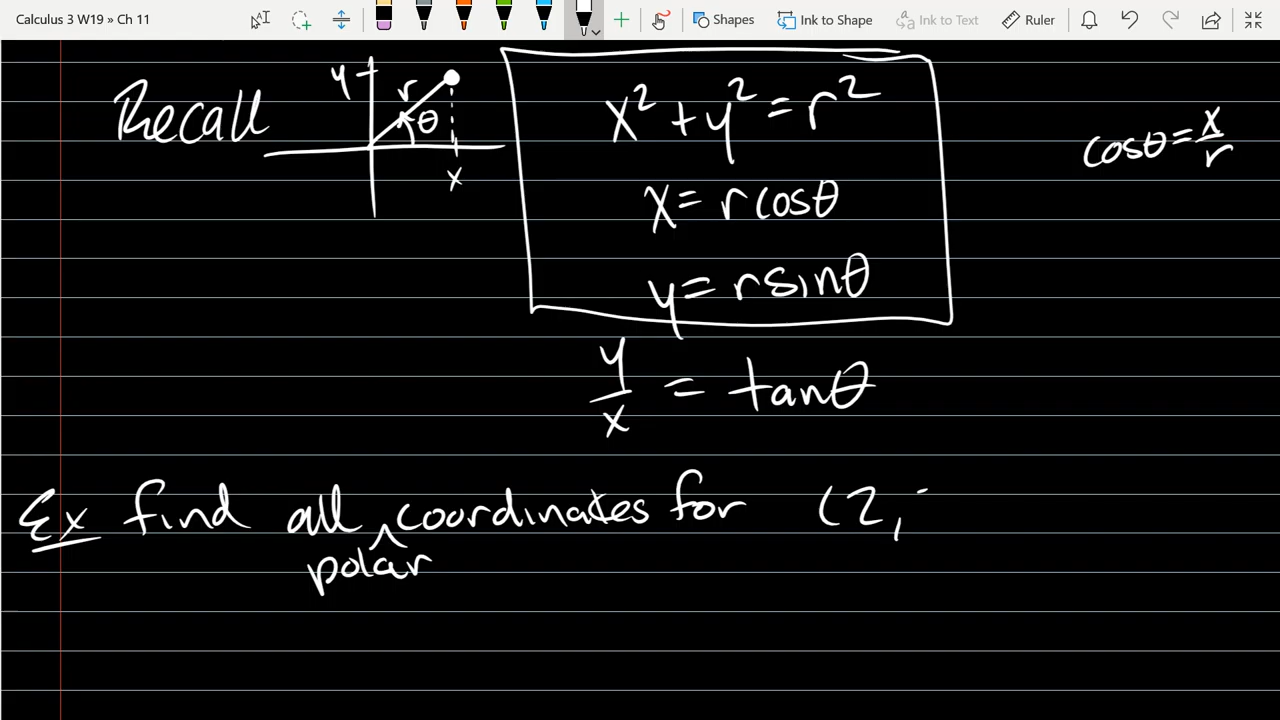 Calculus 3 W19 » Ch 11
Shapes
Ink to Shape
Ink to Text
Ruler
Recall
y
r
θ
x
x² + y² = r²
x = r cosθ
y = r sinθ
cosθ = x/r
y/x = tanθ
Ex find all ^ coordinates for (2,
polar